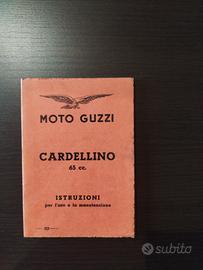 MOTO GUZZI
CARDELLINO
65 cc.
ISTRUZIONI
per l'uso e la manutenzione
subito